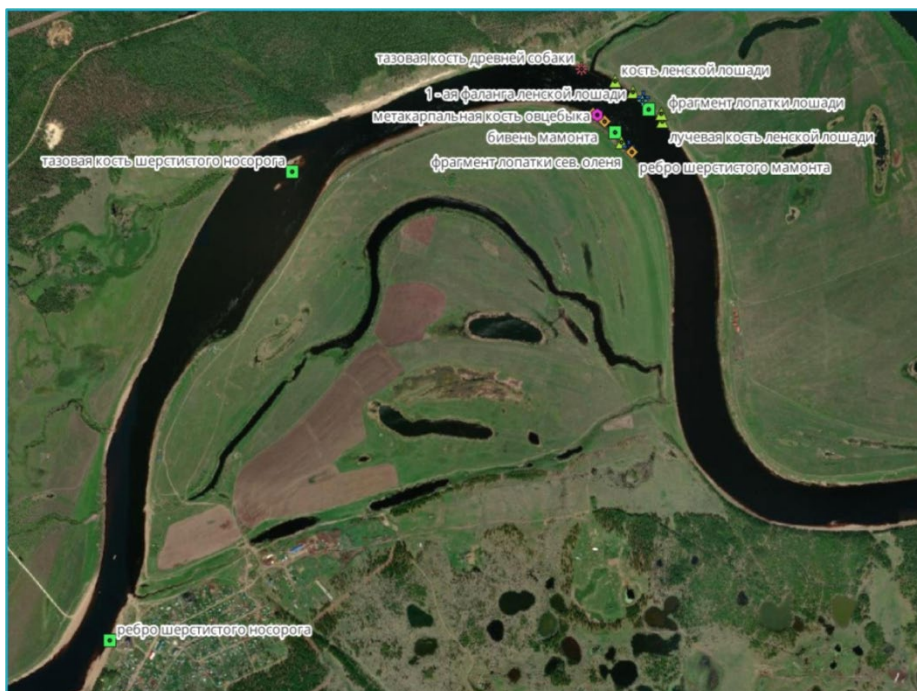 тазовая кость древней собаки
кость ленской лошади
1 - ая фаланга ленской лошади
фрагмент лопатки лошади
метакарпальная кость овцебыка
бивень мамонта
лучевая кость ленской лошади
тазовая кость шерстистого носорога
фрагмент лопатки сев. оленя
ребро шерстистого мамонта
ребро шерстистого носорога